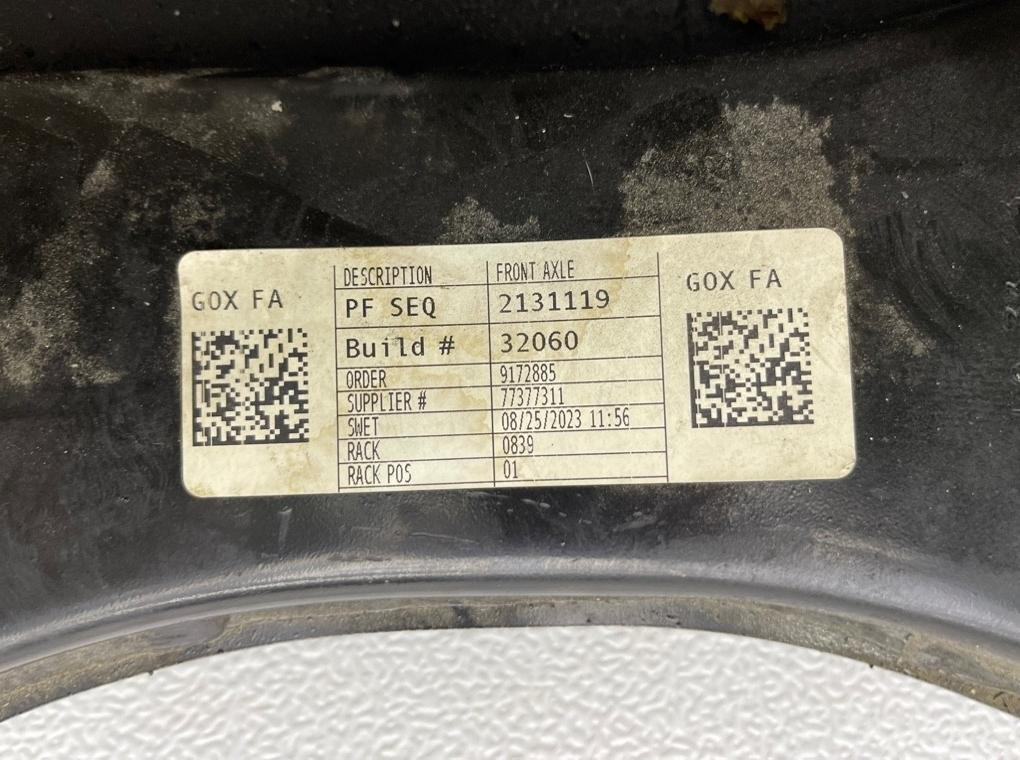 GOX FA
DESCRIPTION FRONT AXLE
PF SEQ 2131119
Build # 32060
ORDER 9172885
SUPPLIER # 77377311
SWET 08/25/2023 11:56
RACK 0839
RACK POS 01
GOX FA